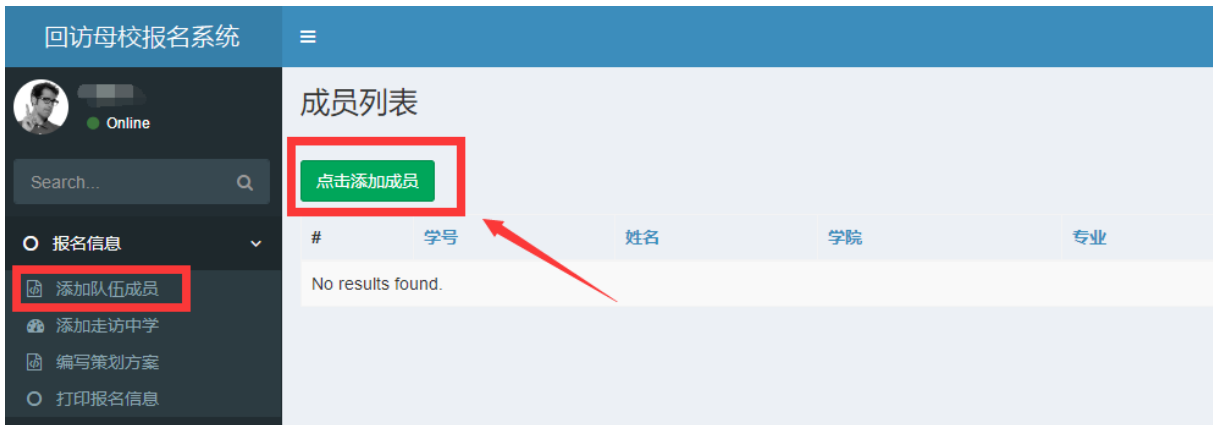 回访母校报名系统
Online
Search...
报名信息
添加队伍成员
添加走访中学
编写策划方案
打印报名信息
成员列表
点击添加成员
# 学号 姓名 学院 专业
No results found.